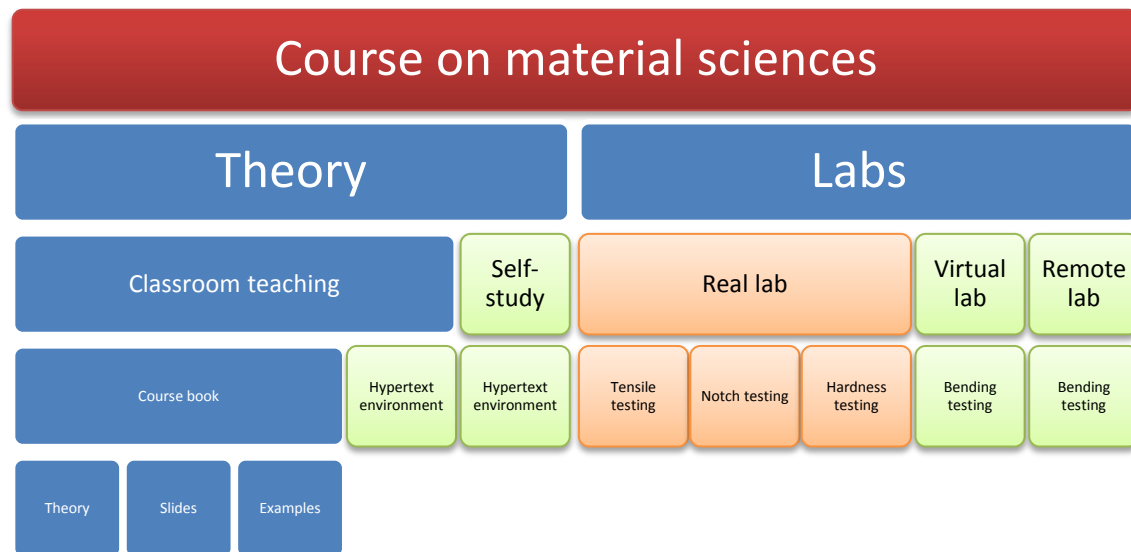 Course on material sciences
Theory
Labs
Classroom teaching
Self-
study
Real lab
Virtual
lab
Remote
lab
Course book
Hypertext
environment
Hypertext
environment
Tensile
testing
Notch testing
Hardness
testing
Bending
testing
Bending
testing
Theory
Slides
Examples